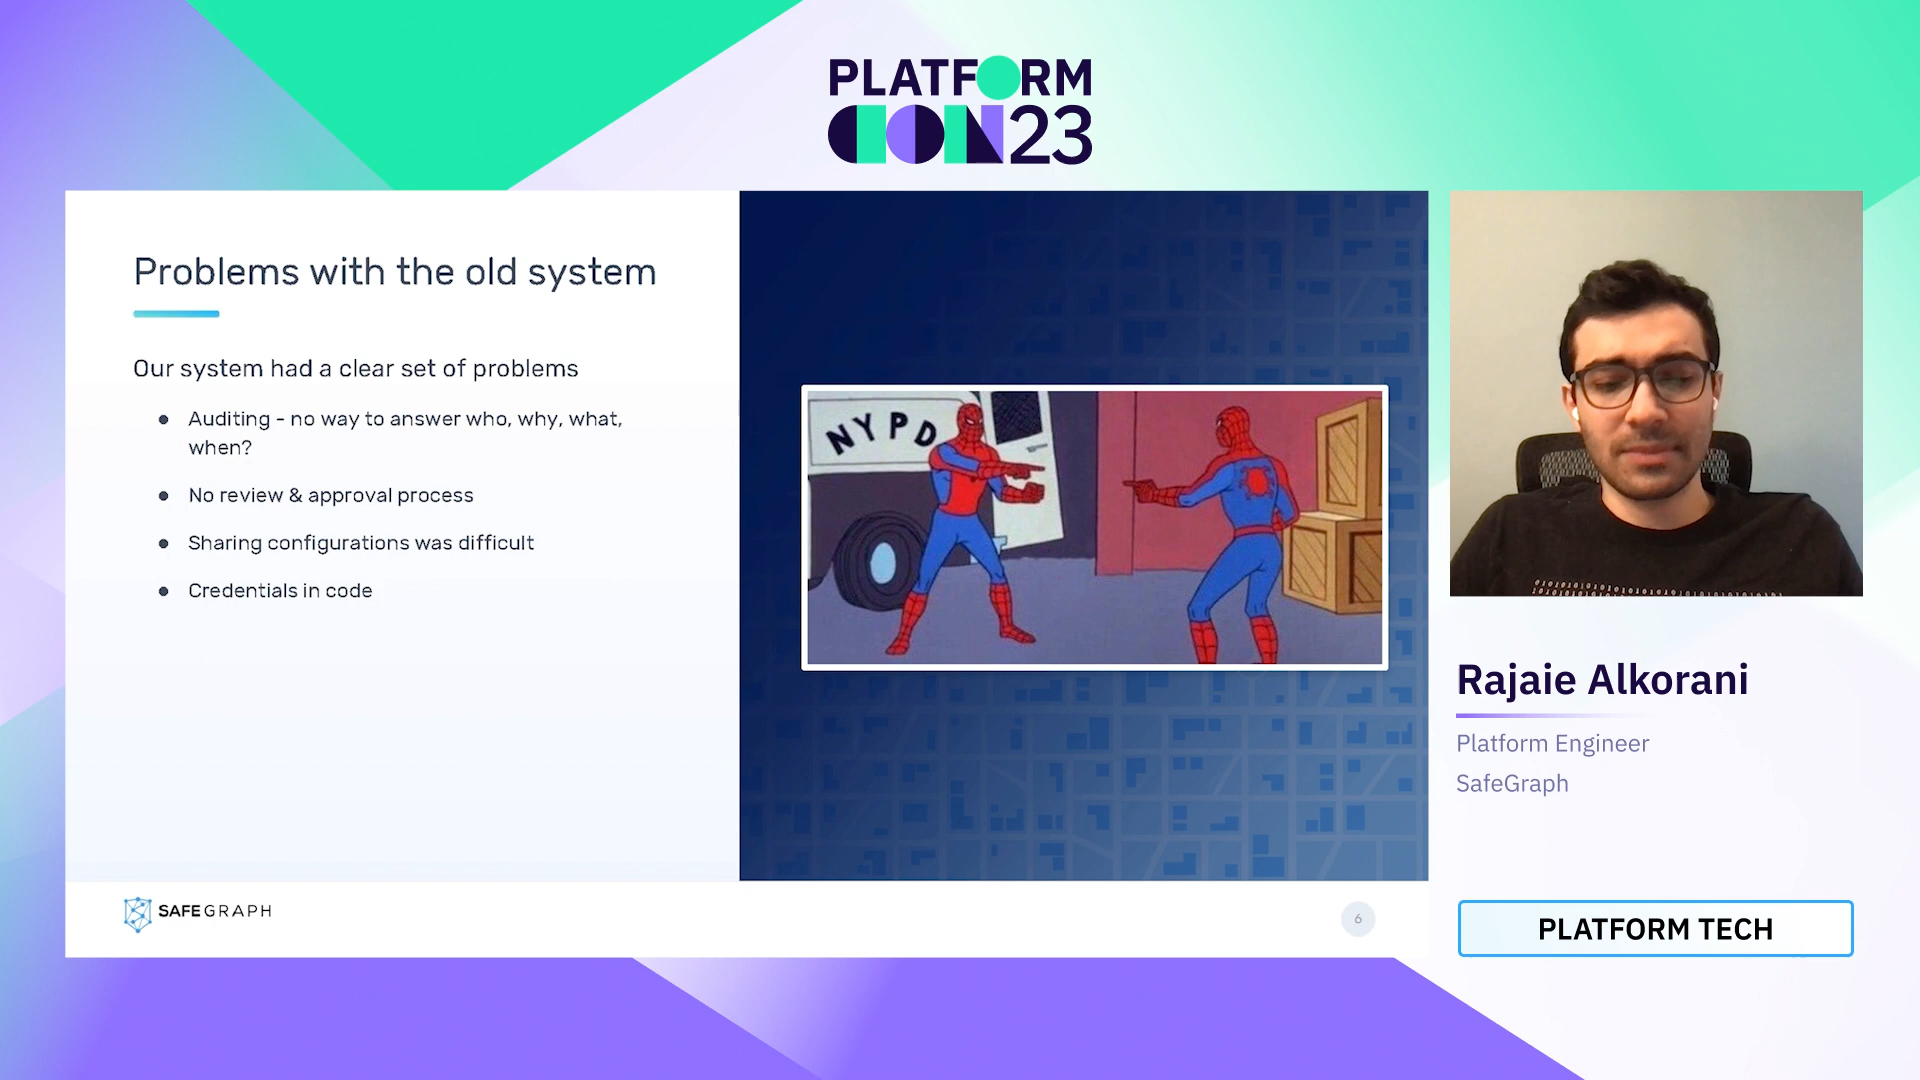 PLATFORM
CON23
Problems with the old system
Our system had a clear set of problems
● Auditing - no way to answer who, why, what,
when?
● No review & approval process
● Sharing configurations was difficult
● Credentials in code
NYPD
SAFEGRAPH
6
Rajaie Alkorani
Platform Engineer
SafeGraph
PLATFORM TECH